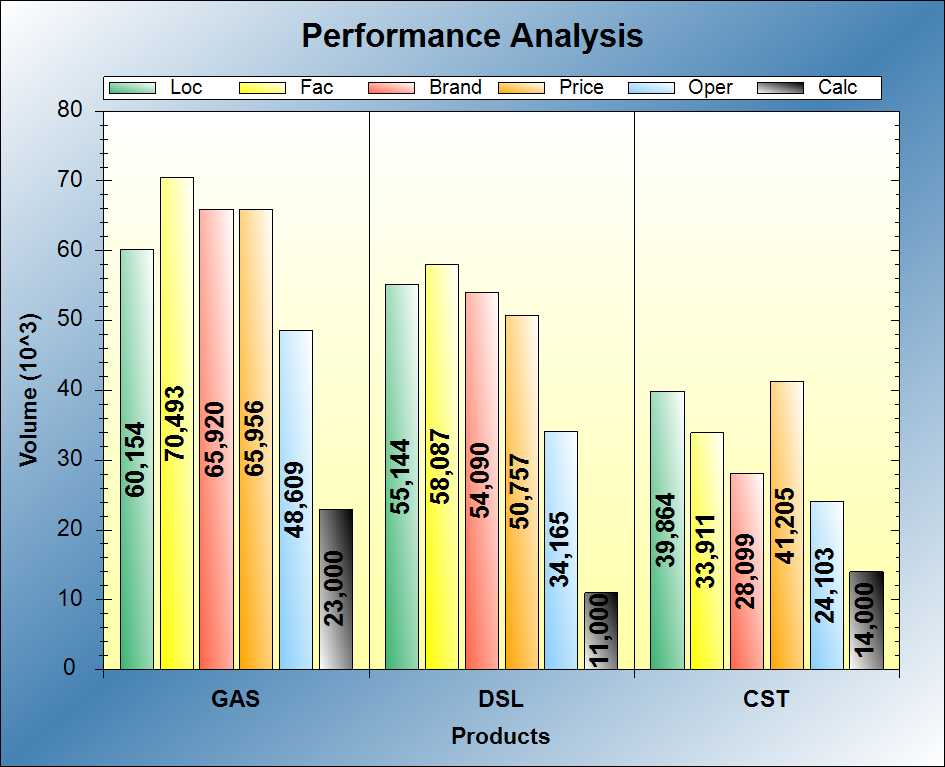 Performance Analysis
Loc Fac Brand Price Oper Calc
Volume (10^3)
80
70
60
50
40
30
20
10
0
60,154 70,493 65,920 65,956 48,609 23,000
55,144 58,087 54,090 50,757 34,165 11,000
39,864 33,911 28,099 41,205 24,103 14,000
GAS DSL CST
Products